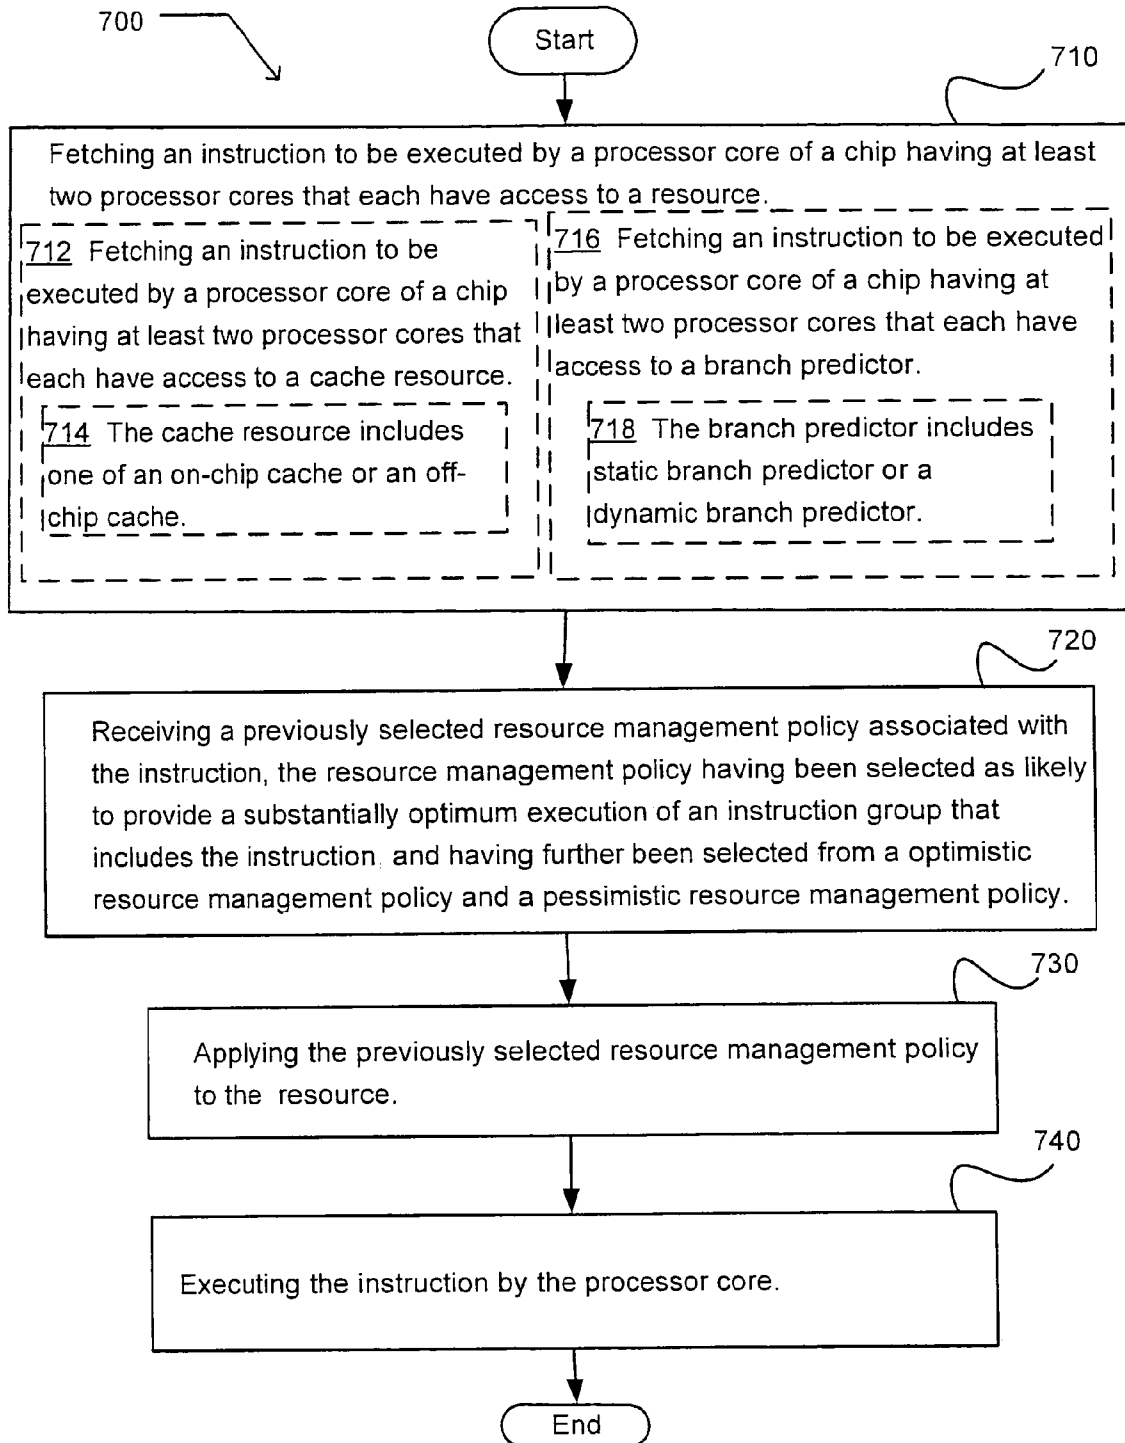 700
Start
710
Fetching an instruction to be executed by a processor core of a chip having at least
two processor cores that each have access to a resource.
712 Fetching an instruction to be
executed by a processor core of a chip
having at least two processor cores that
each have access to a cache resource.
714 The cache resource includes
one of an on-chip cache or an off-
chip cache.
716 Fetching an instruction to be executed
by a processor core of a chip having at
least two processor cores that each have
access to a branch predictor.
718 The branch predictor includes
static branch predictor or a
dynamic branch predictor.
720
Receiving a previously selected resource management policy associated with
the instruction, the resource management policy having been selected as likely
to provide a substantially optimum execution of an instruction group that
includes the instruction and having further been selected from a optimistic
resource management policy and a pessimistic resource management policy.
730
Applying the previously selected resource management policy
to the resource.
740
Executing the instruction by the processor core.
End